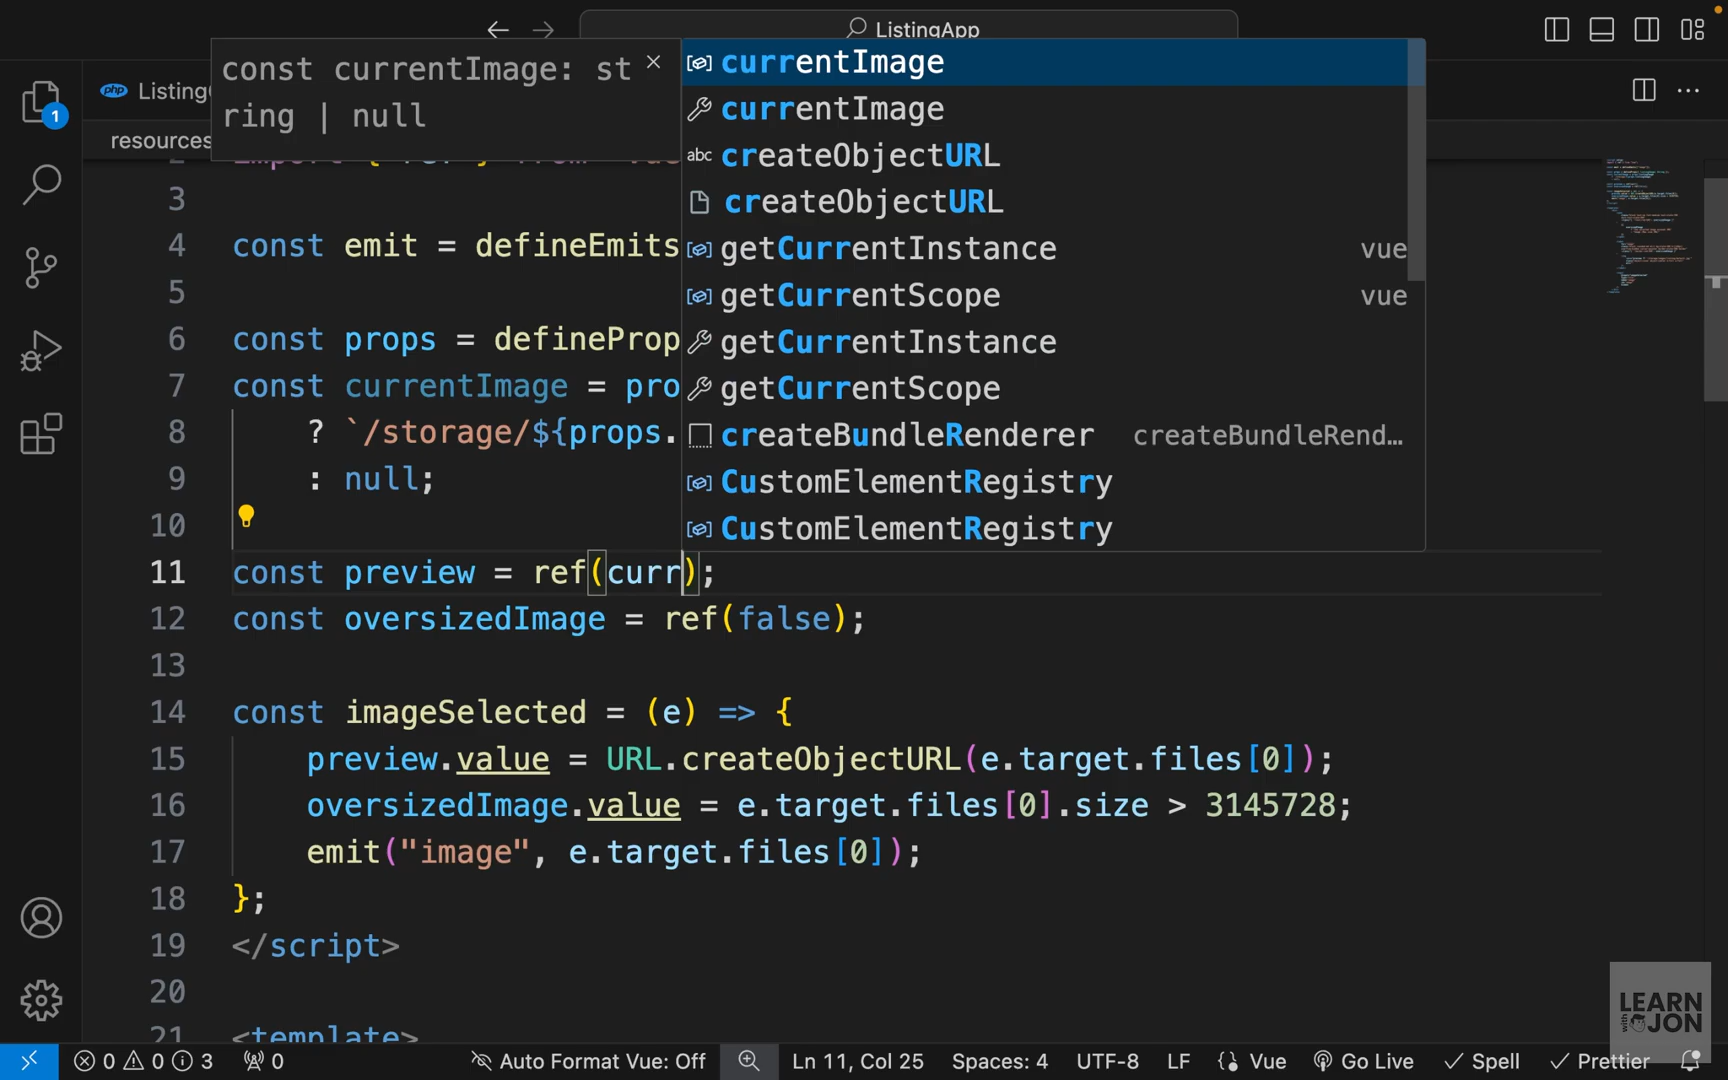 ListingApp
Listing
resources
const currentImage: st
ring | null
currentImage
currentImage
createObjectURL
createObjectURL
getCurrentInstance vue
getCurrentScope vue
getCurrentInstance
getCurrentScope
createBundleRenderer createBundleRend…
CustomElementRegistry
CustomElementRegistry
3
4 const emit = defineEmits
5
6 const props = defineProp
7 const currentImage = pro
8 ? `/storage/${props.
9 : null;
10
11 const preview = ref(curr);
12 const oversizedImage = ref(false);
13
14 const imageSelected = (e) => {
15 preview.value = URL.createObjectURL(e.target.files[0]);
16 oversizedImage.value = e.target.files[0].size > 3145728;
17 emit("image", e.target.files[0]);
18 };
19 </script>
20
21 <template>
1
php
abc
LEARN
with JON
0 0 3 0 Auto Format Vue: Off Ln 11, Col 25 Spaces: 4 UTF-8 LF Vue Go Live Spell Prettier